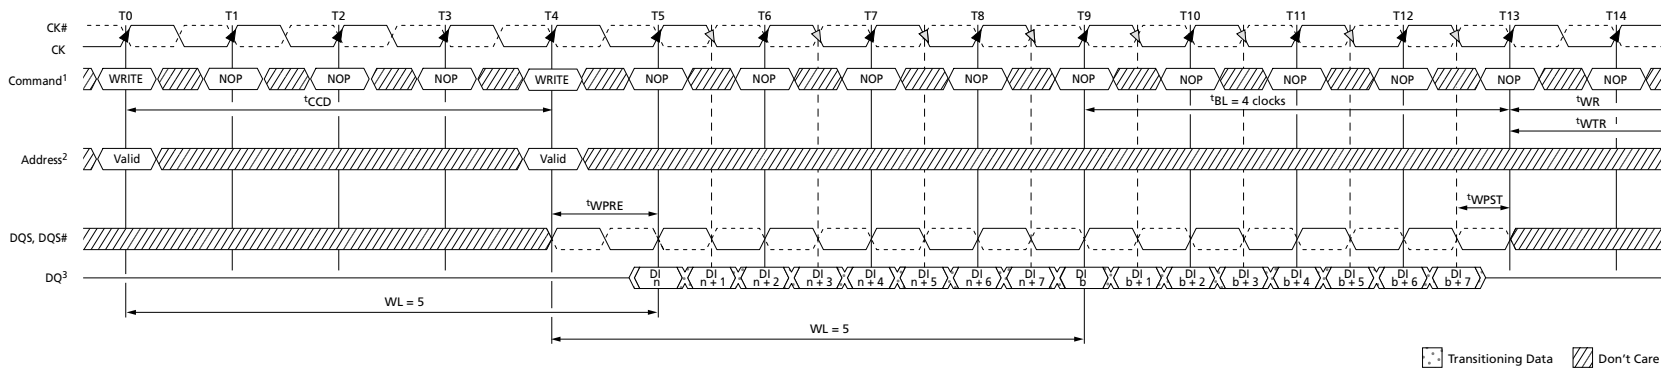 T0 T1 T2 T3 T4 T5 T6 T7 T8 T9 T10 T11 T12 T13 T14
CK#
CK
Command1 WRITE NOP NOP NOP WRITE NOP NOP NOP NOP NOP NOP NOP NOP NOP NOP
tCCD tBL = 4 clocks tWR
tWTR
Address2 Valid Valid
tWPRE tWPST
DQS, DQS#
DQ3 DI n DI n + 1 DI n + 2 DI n + 3 DI n + 4 DI n + 5 DI n + 6 DI n + 7 DI b DI b + 1 DI b + 2 DI b + 3 DI b + 4 DI b + 5 DI b + 6 DI b + 7
WL = 5
WL = 5
Transitioning Data Don't Care